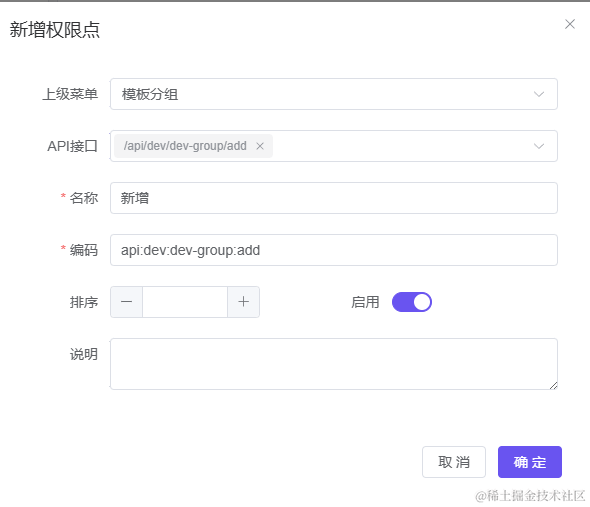 新增权限点
上级菜单 模板分组
API接口 /api/dev/dev-group/add
* 名称 新增
* 编码 api:dev:dev-group:add
排序 启用
说明
取消 确定
@稀土掘金技术社区